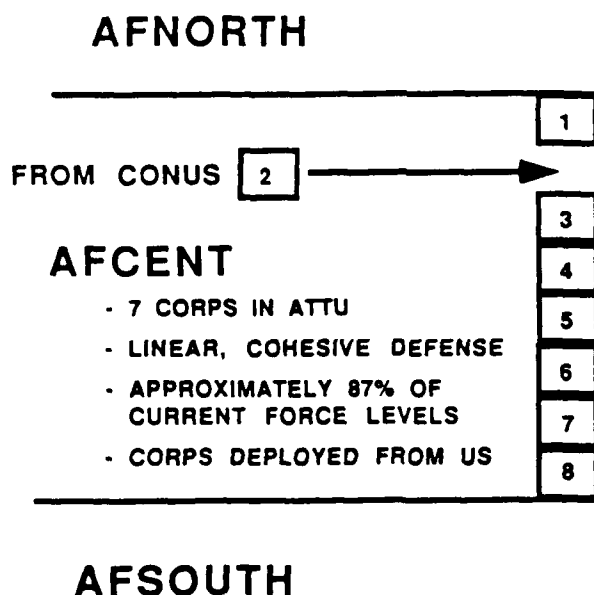 AFNORTH
1
FROM CONUS 2
3
AFCENT
4
- 7 CORPS IN ATTU
5
- LINEAR, COHESIVE DEFENSE
6
- APPROXIMATELY 87% OF
CURRENT FORCE LEVELS
7
- CORPS DEPLOYED FROM US
8
AFSOUTH